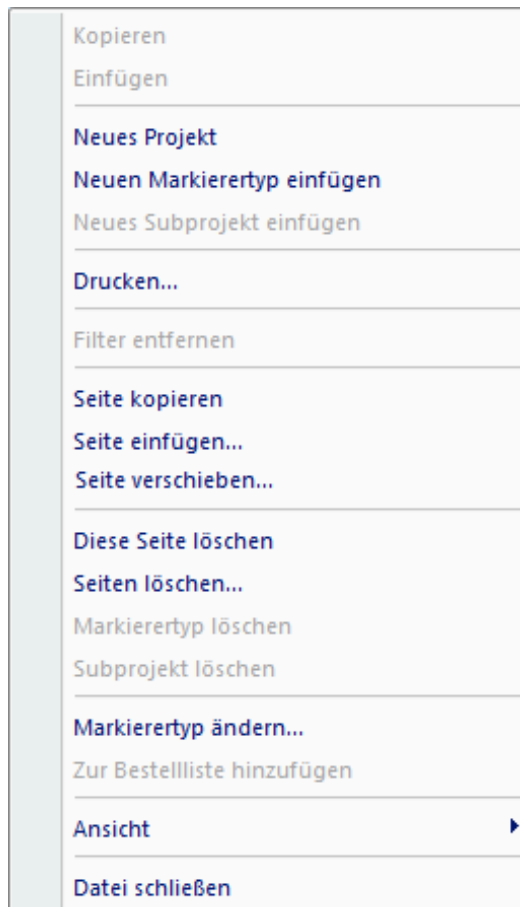 Kopieren
Einfügen
Neues Projekt
Neuen Markierertyp einfügen
Neues Subprojekt einfügen
Drucken...
Filter entfernen
Seite kopieren
Seite einfügen...
Seite verschieben...
Diese Seite löschen
Seiten löschen...
Markierertyp löschen
Subprojekt löschen
Markierertyp ändern...
Zur Bestellliste hinzufügen
Ansicht
Datei schließen